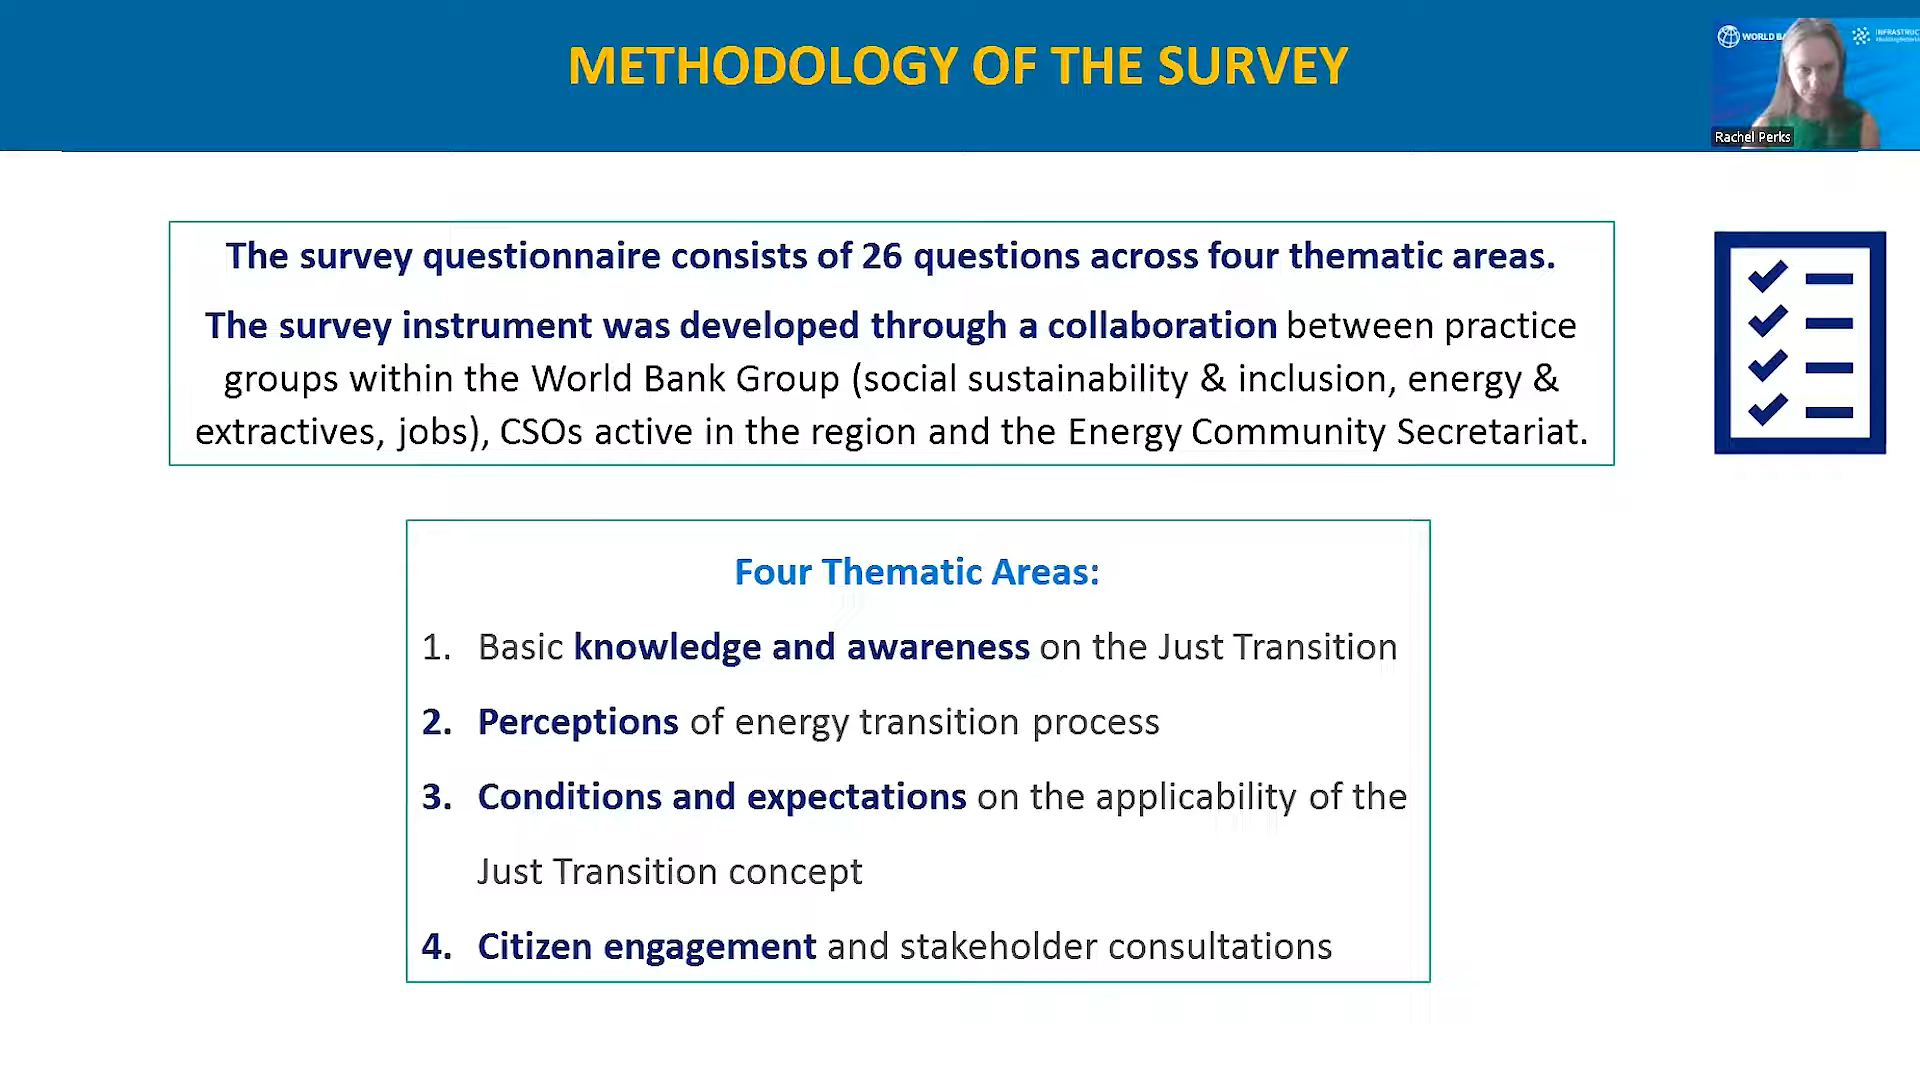 METHODOLOGY OF THE SURVEY
WORLD BA
INFRASTRUC
Rachel Perks
The survey questionnaire consists of 26 questions across four thematic areas.
The survey instrument was developed through a collaboration between practice
groups within the World Bank Group (social sustainability & inclusion, energy &
extractives, jobs), CSOs active in the region and the Energy Community Secretariat.
Four Thematic Areas:
1. Basic knowledge and awareness on the Just Transition
2. Perceptions of energy transition process
3. Conditions and expectations on the applicability of the
Just Transition concept
4. Citizen engagement and stakeholder consultations